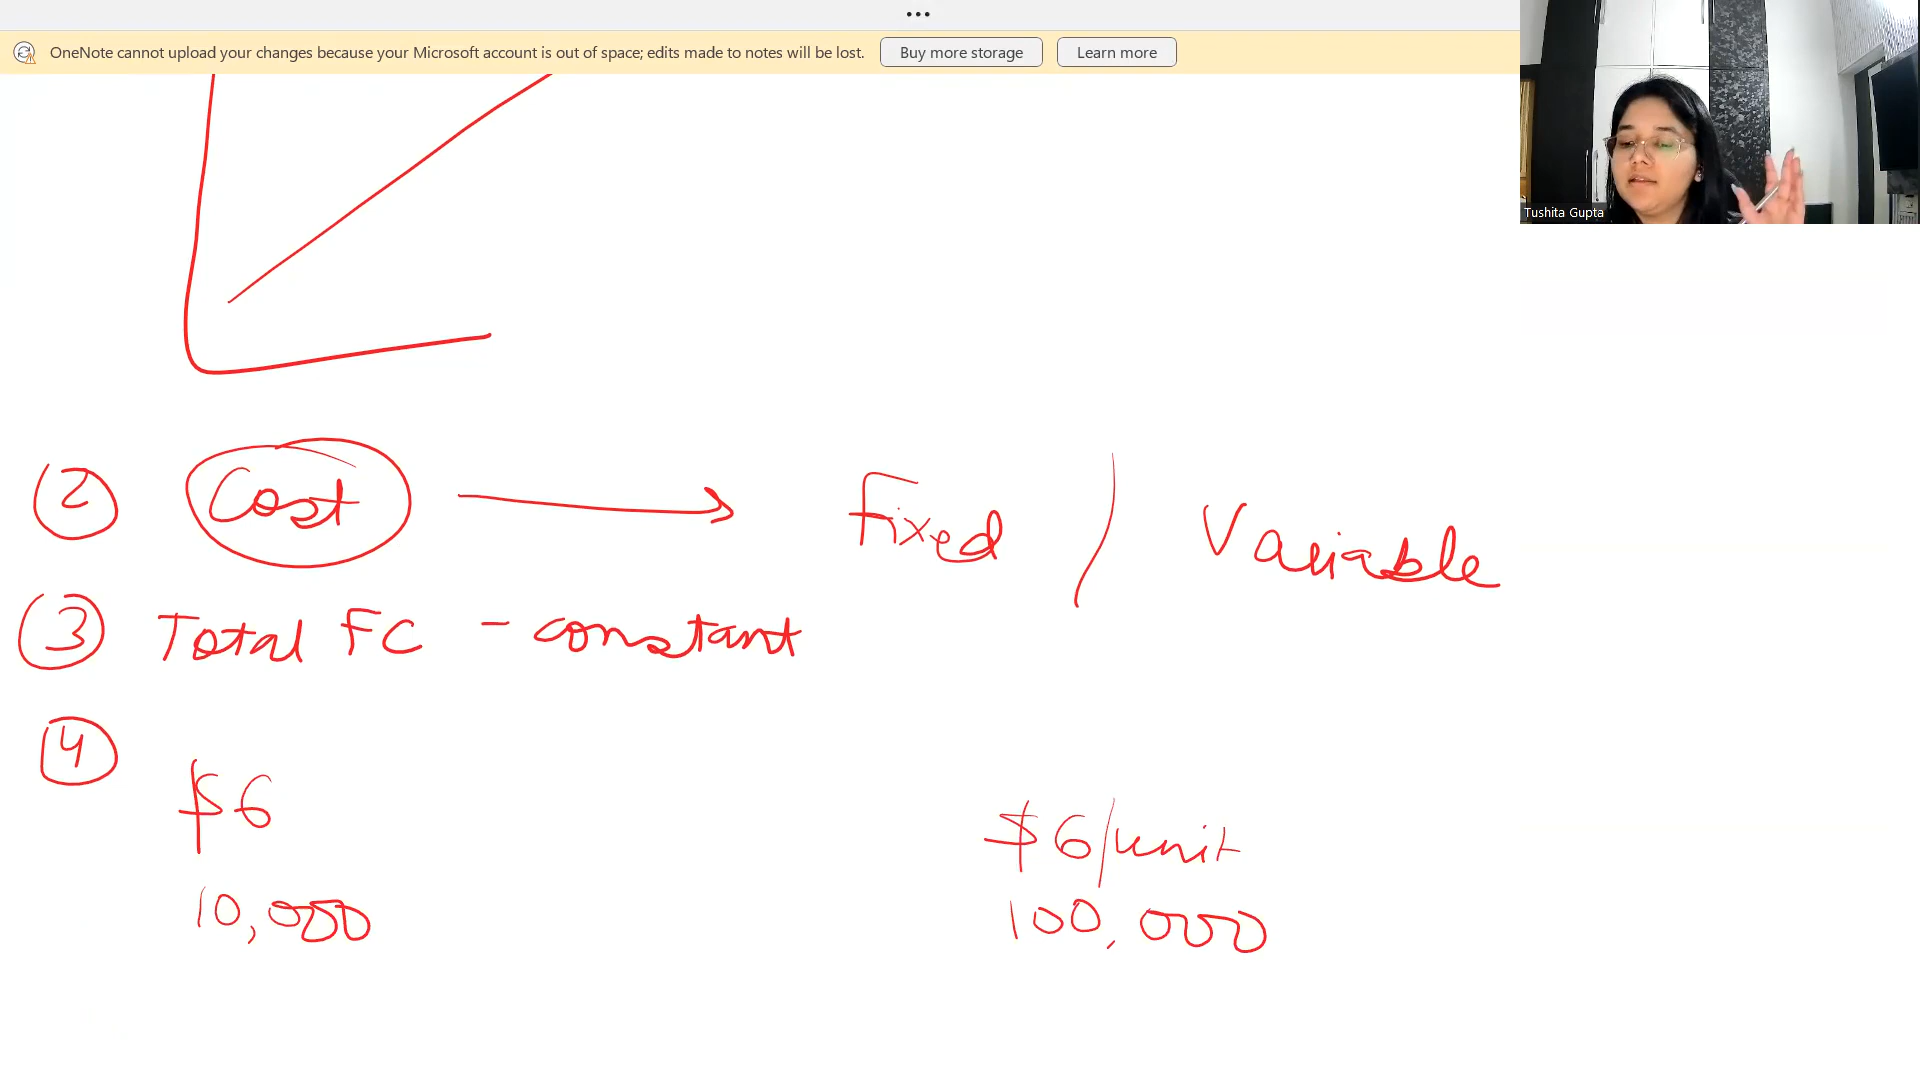 •••
OneNote cannot upload your changes because your Microsoft account is out of space; edits made to notes will be lost. Buy more storage Learn more
Tushita Gupta
2 Cost → Fixed / Variable
3 Total FC - constant
4
$6 $6/unit
10,000 100,000